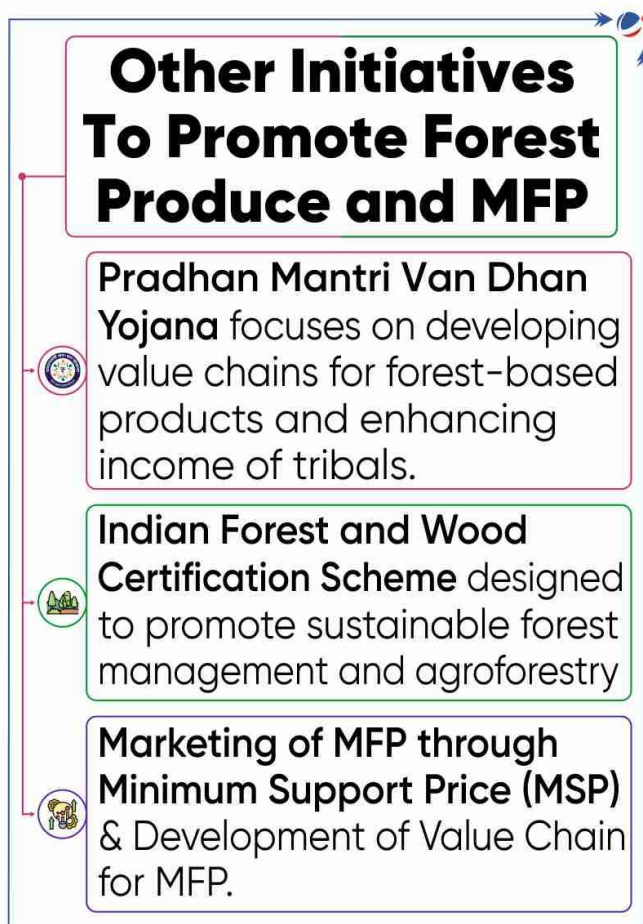 Other Initiatives
To Promote Forest
Produce and MFP
Pradhan Mantri Van Dhan
Yojana focuses on developing
value chains for forest-based
products and enhancing
income of tribals.
Indian Forest and Wood
Certification Scheme designed
to promote sustainable forest
management and agroforestry
Marketing of MFP through
Minimum Support Price (MSP)
& Development of Value Chain
for MFP.